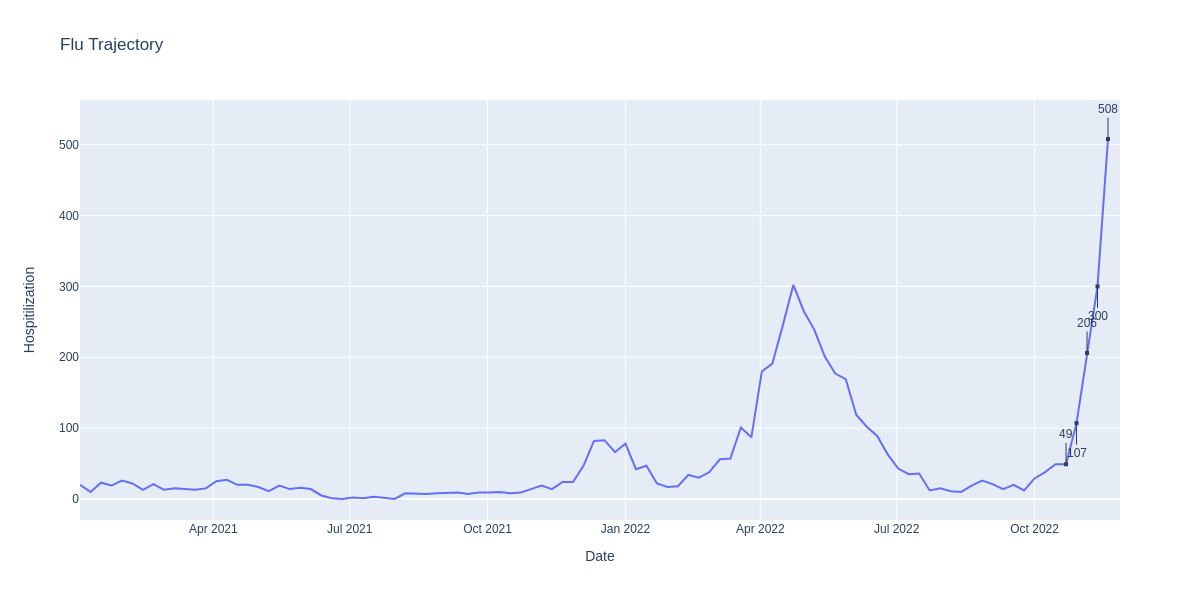 Flu Trajectory
508
500
400
300
300
206
200
100
49
107
0
Hospitilization
Apr 2021
Jul 2021
Oct 2021
Jan 2022
Apr 2022
Jul 2022
Oct 2022
Date